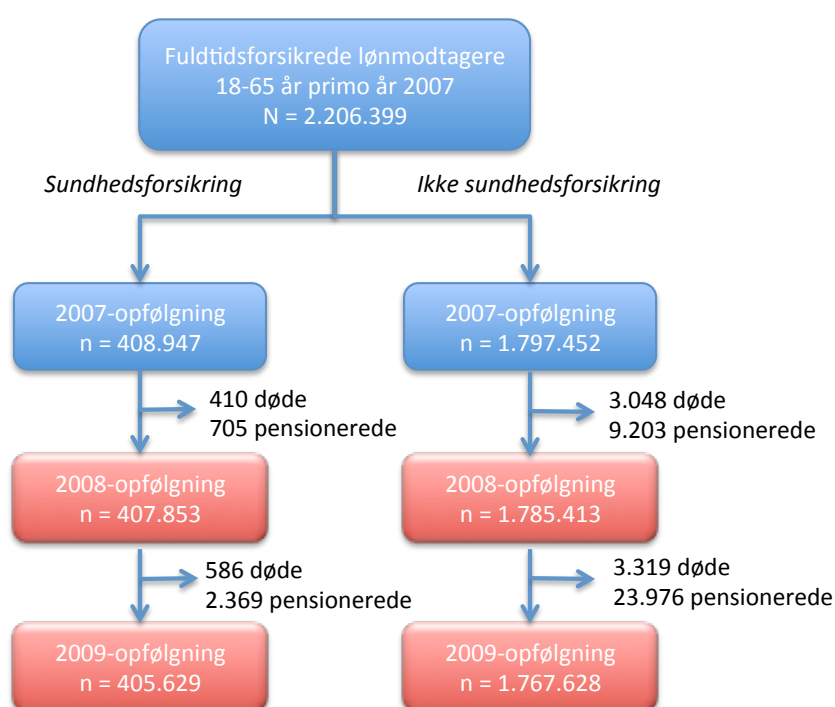 Fuldtidsforsikrede lønmodtagere
18-65 år primo år 2007
N = 2.206.399
Sundhedsforsikring
Ikke sundhedsforsikring
2007-opfølgning
n = 408.947
2007-opfølgning
n = 1.797.452
410 døde
705 pensionerede
3.048 døde
9.203 pensionerede
2008-opfølgning
n = 407.853
2008-opfølgning
n = 1.785.413
586 døde
2.369 pensionerede
3.319 døde
23.976 pensionerede
2009-opfølgning
n = 405.629
2009-opfølgning
n = 1.767.628